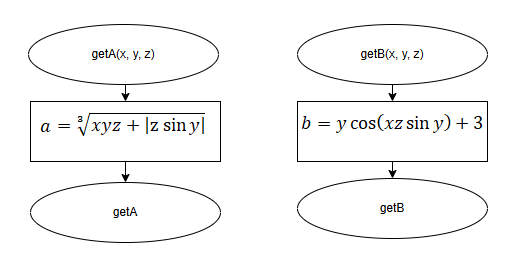 getA(x, y, z)
a = ∛xyz + |z sin y|
getA
getB(x, y, z)
b = y cos(xz sin y) + 3
getB